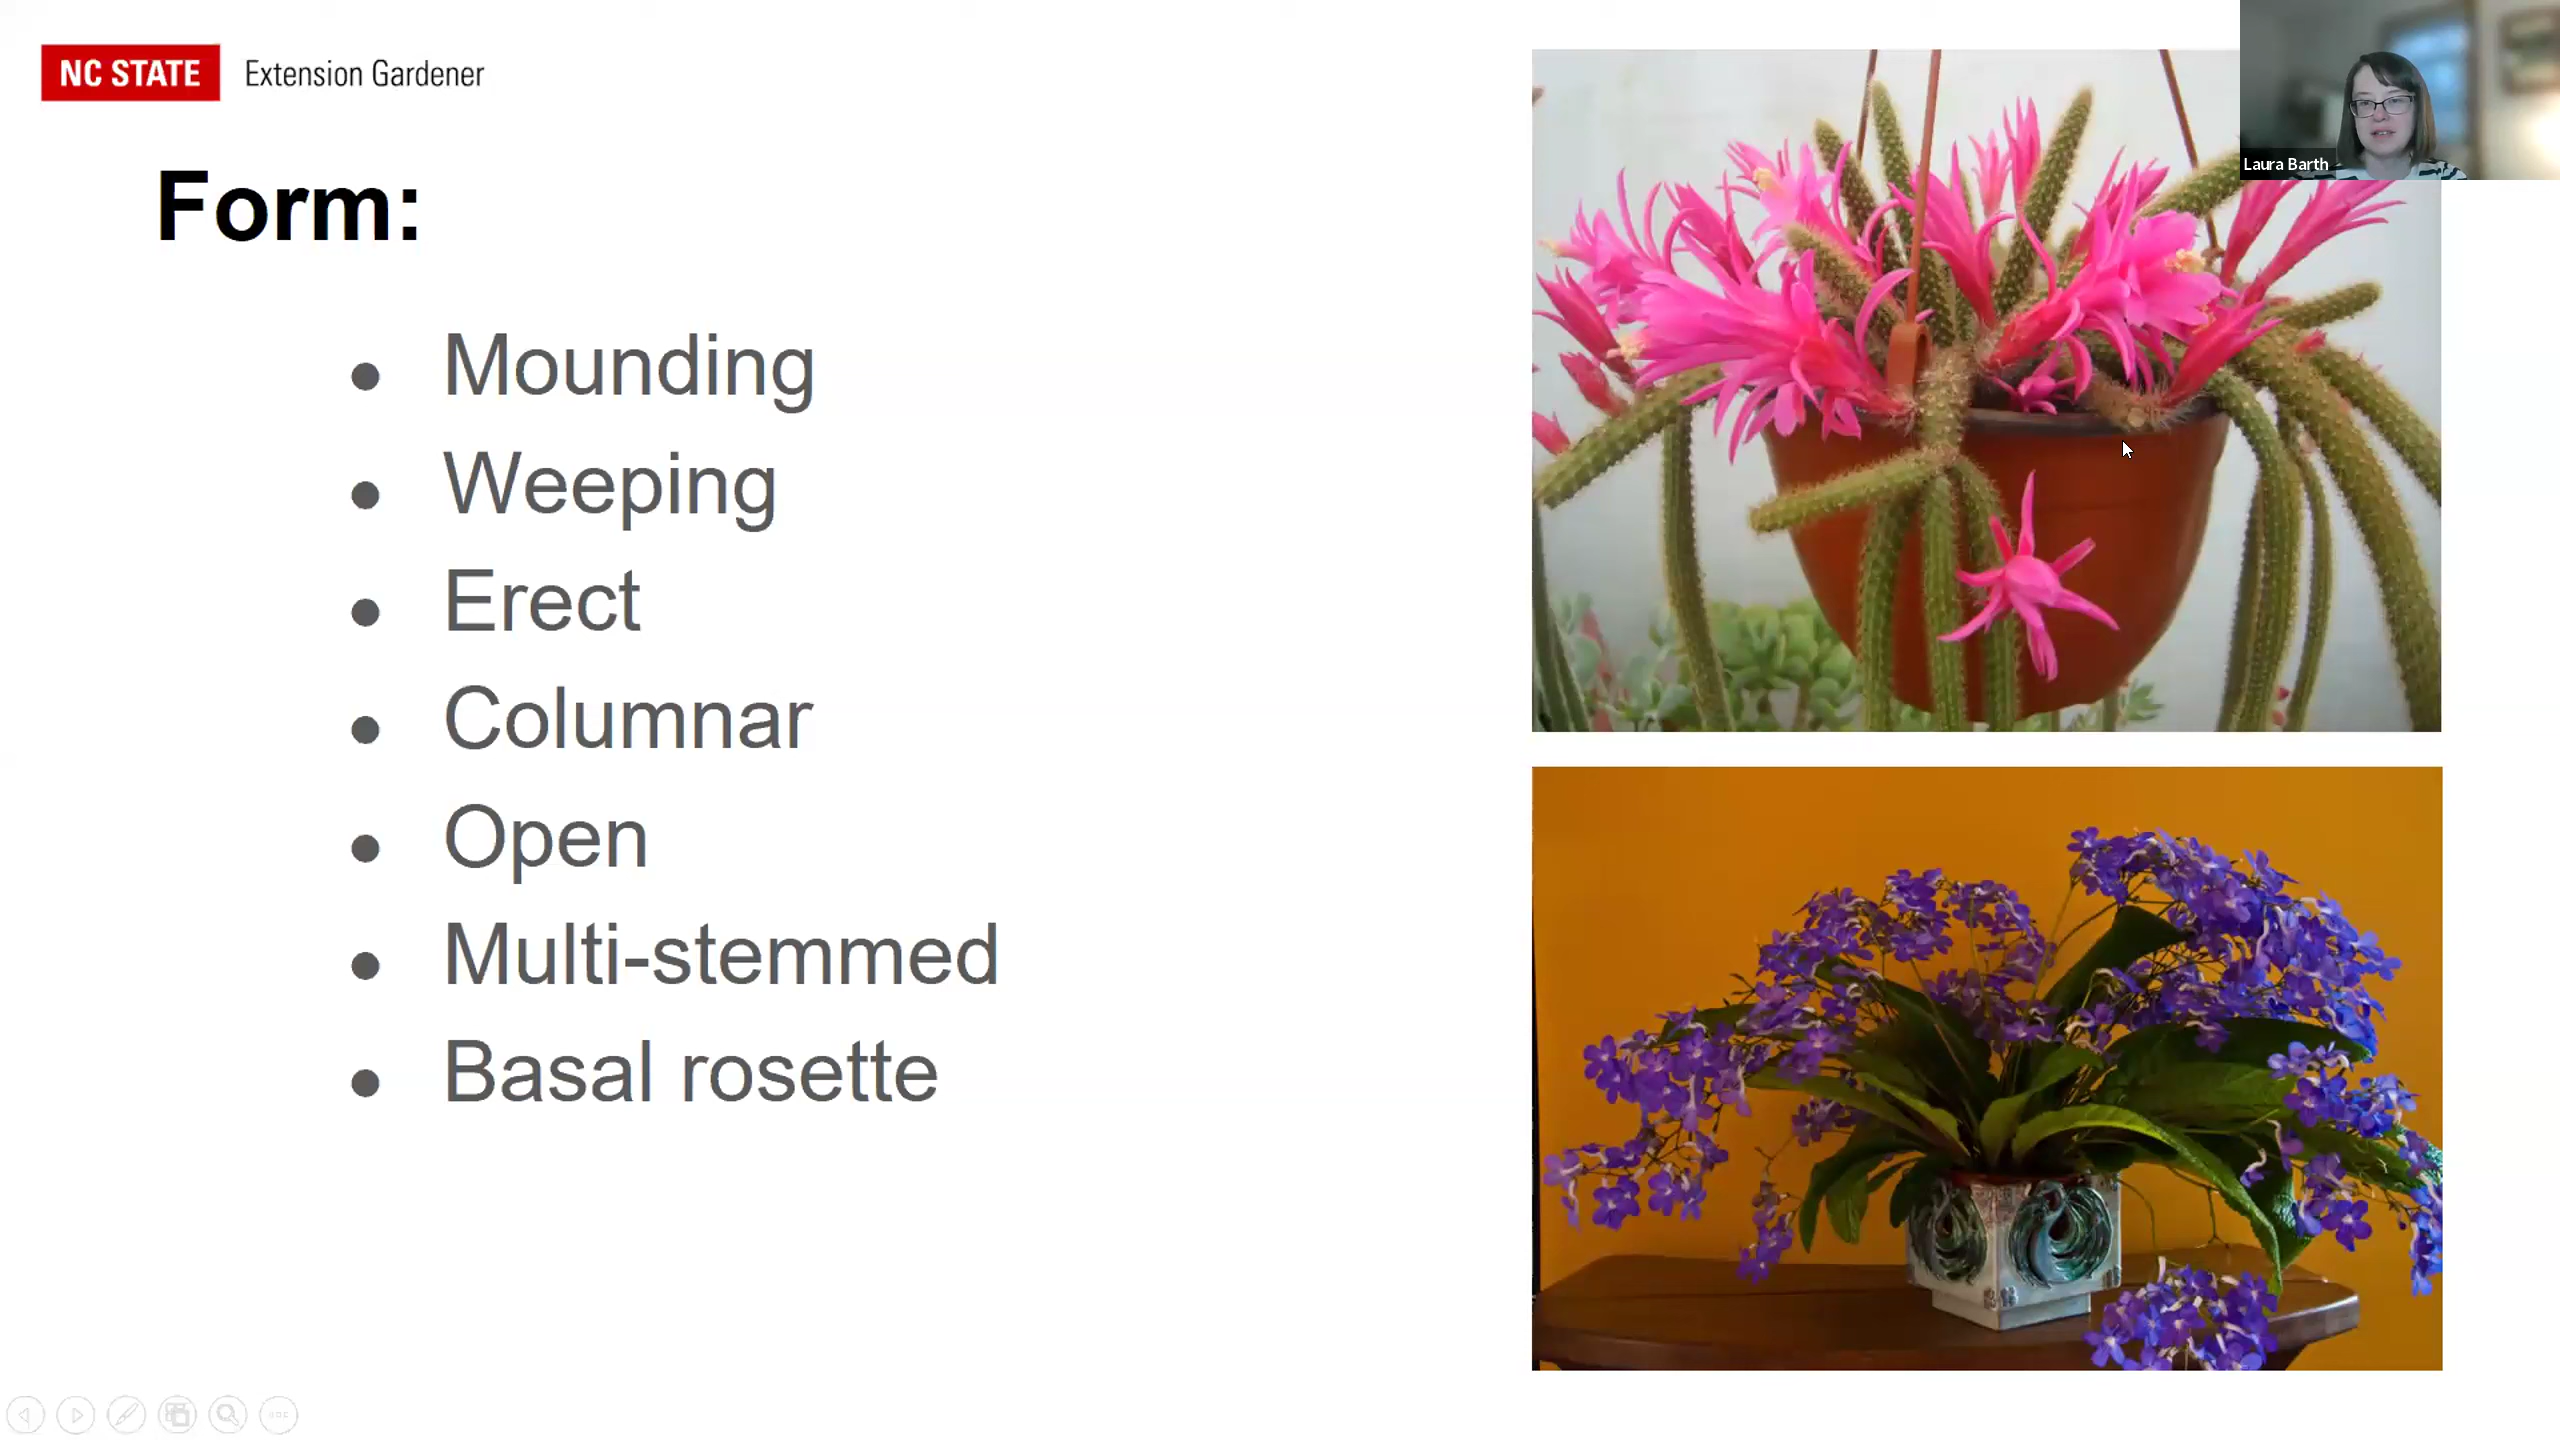 NC STATE Extension Gardener
Laura Barth
Form:
Mounding
Weeping
Erect
Columnar
Open
Multi-stemmed
Basal rosette